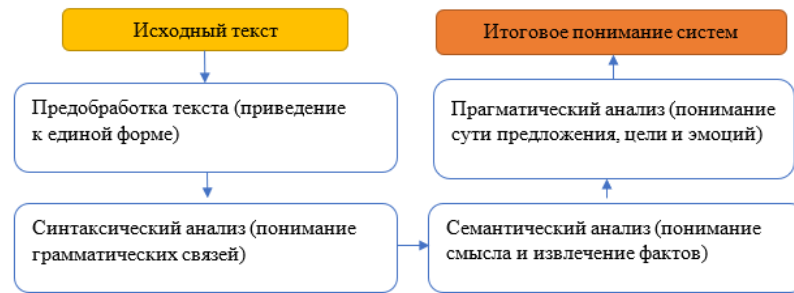 Исходный текст
Предобработка текста (приведение
к единой форме)
Синтаксический анализ (понимание
грамматических связей)
Семантический анализ (понимание
смысла и извлечение фактов)
Прагматический анализ (понимание
сути предложения, цели и эмоций)
Итоговое понимание систем